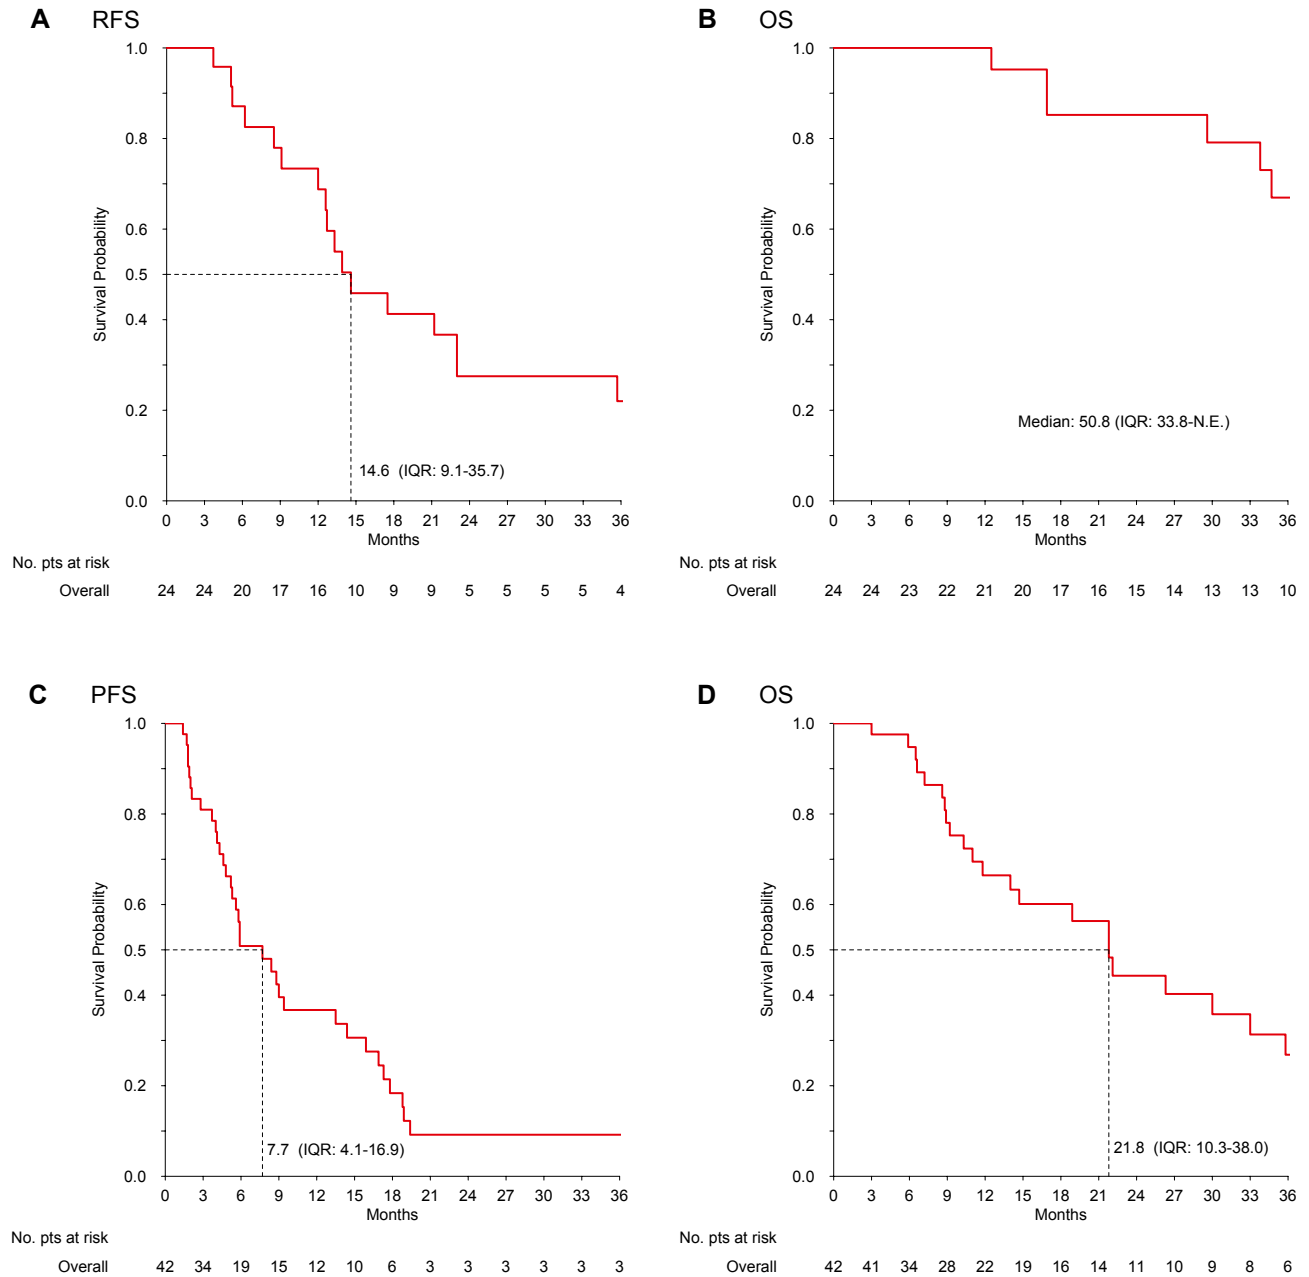 A RFS
1.0
0.8
0.6
0.5
0.4
0.2
0.0
Survival Probability
14.6 (IQR: 9.1-35.7)
0 3 6 9 12 15 18 21 24 27 30 33 36
Months
No. pts at risk
Overall 24 24 20 17 16 10 9 9 5 5 5 5 4
B OS
1.0
0.8
0.6
0.4
0.2
0.0
Survival Probability
Median: 50.8 (IQR: 33.8-N.E.)
0 3 6 9 12 15 18 21 24 27 30 33 36
Months
No. pts at risk
Overall 24 24 23 22 21 20 17 16 15 14 13 13 10
C PFS
1.0
0.8
0.6
0.5
0.4
0.2
0.0
Survival Probability
7.7 (IQR: 4.1-16.9)
0 3 6 9 12 15 18 21 24 27 30 33 36
Months
No. pts at risk
Overall 42 34 19 15 12 10 6 3 3 3 3 3 3
D OS
1.0
0.8
0.6
0.5
0.4
0.2
0.0
Survival Probability
21.8 (IQR: 10.3-38.0)
0 3 6 9 12 15 18 21 24 27 30 33 36
Months
No. pts at risk
Overall 42 41 34 28 22 19 16 14 11 10 9 8 6